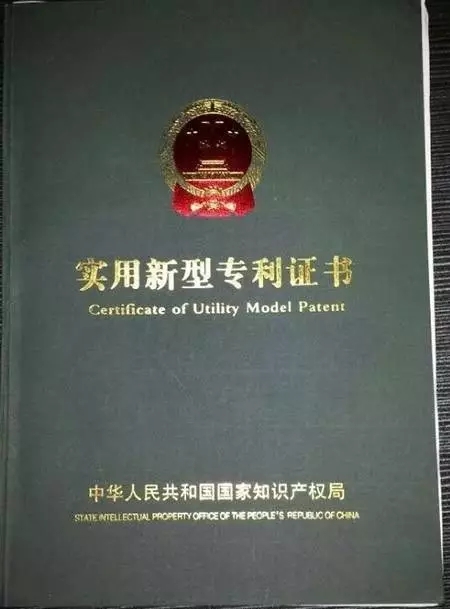 实用新型专利证书
Certificate of Utility Model Patent
中华人民共和国国家知识产权局
STATE INTELLECTUAL PROPERTY OFFICE OF THE PEOPLE'S REPUBLIC OF CHINA